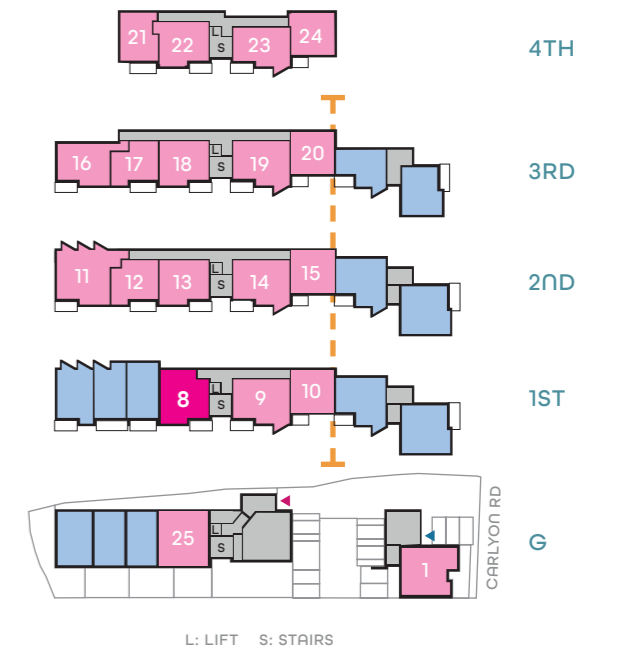 21 22 L S 23 24 4TH
16 17 18 L S 19 20 3RD
11 12 13 L S 14 15 2ND
8 L S 9 10 1ST
25 L S 1 CARLYON RD G
L: LIFT S: STAIRS